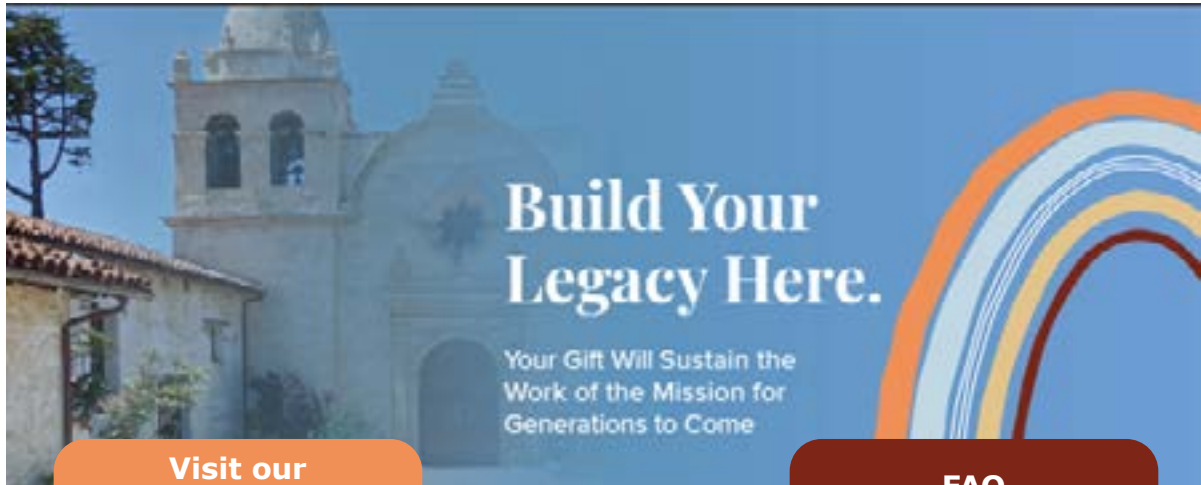 Build Your
Legacy Here.
Your Gift Will Sustain the
Work of the Mission for
Generations to Come
Visit our
FAQ